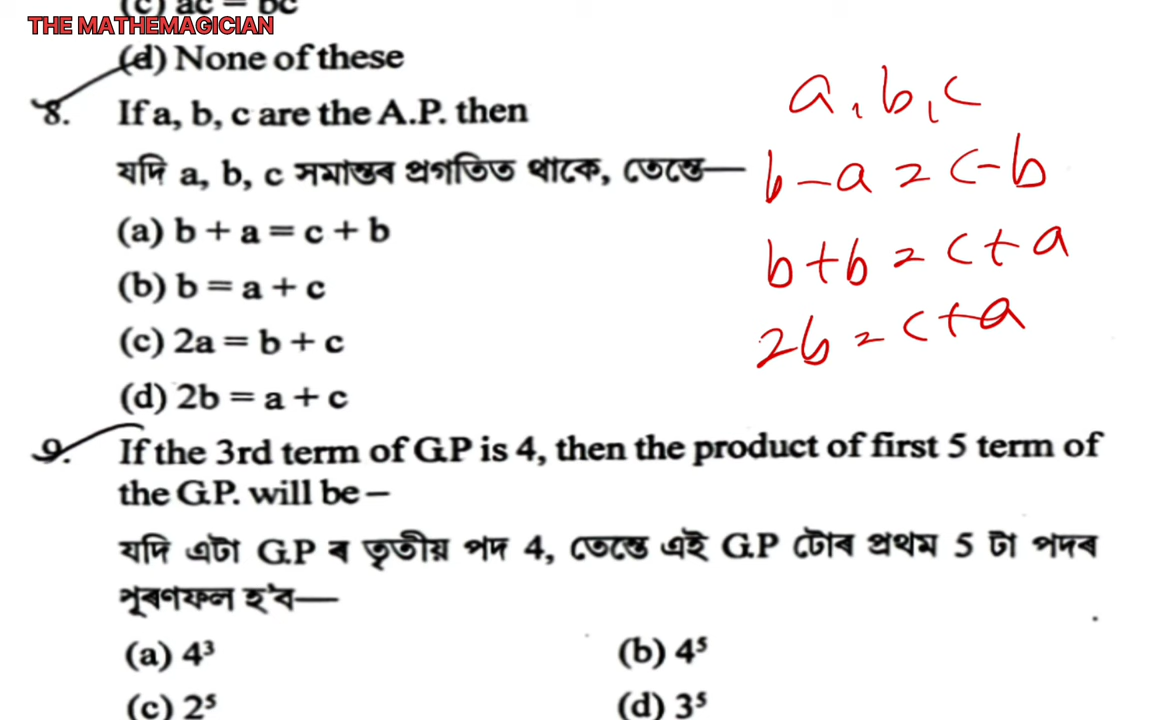 (c) ac = bc
THE MATHEMAGICIAN
(d) None of these
8. If a, b, c are the A.P. then
যদি a, b, c সমান্তৰ প্ৰগতিত থাকে, তেন্তে—
(a) b + a = c + b
(b) b = a + c
(c) 2a = b + c
(d) 2b = a + c
a, b, c
b - a = c - b
b + b = c + a
2b = c + a
9. If the 3rd term of G.P is 4, then the product of first 5 term of
the G.P. will be –
যদি এটা G.P ৰ তৃতীয় পদ 4, তেন্তে এই G.P টোৰ প্ৰথম 5 টা পদৰ
পূৰণফল হ'ব—
(a) 4³ (b) 4⁵
(c) 2⁵ (d) 3⁵